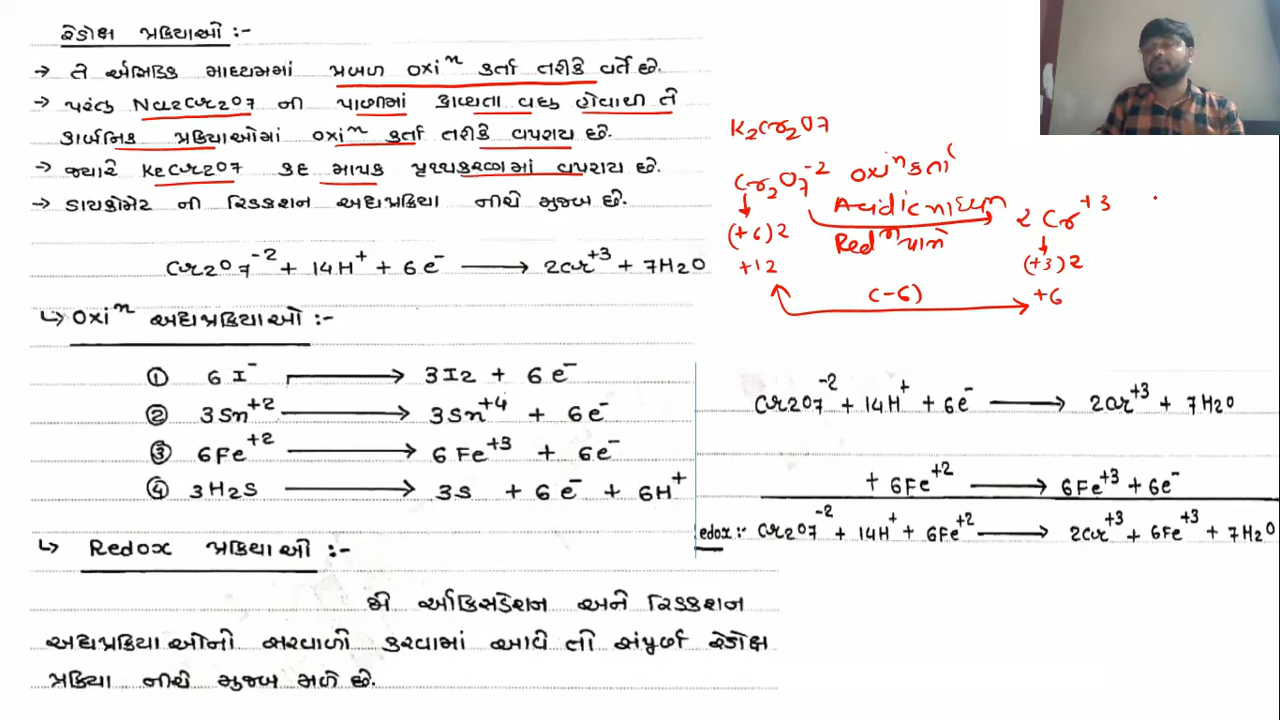 રેડોક્ષ પ્રક્રિયાઓ :-
→ તે એસિડિક માધ્યમમાં પ્રબળ oxiⁿ કર્તા તરીકે વર્તે છે.
→ પરંતુ Na2Cr2O7 ની પાણીમાં દ્રાવ્યતા વધુ હોવાથી તે
કાર્બનિક પ્રક્રિયાઓમાં oxiⁿ કર્તા તરીકે વપરાય છે.
→ જ્યારે K2Cr2O7 કદ માપક પૃથ્થકરણમાં વપરાય છે.
→ ડાયક્રોમેટ ની રિડક્શન અર્ધપ્રક્રિયા નીચે મુજબ છે.
Cr2O7⁻² + 14H⁺ + 6e⁻ ⟶ 2Cr⁺³ + 7H2O
↳ Oxiⁿ અર્ધપ્રક્રિયાઓ :-
① 6I⁻ ⟶ 3I2 + 6e⁻
② 3Sn⁺² ⟶ 3Sn⁺⁴ + 6e⁻
③ 6Fe⁺² ⟶ 6Fe⁺³ + 6e⁻
④ 3H2S ⟶ 3S + 6e⁻ + 6H⁺
↳ Redox પ્રક્રિયાઓ :-
જો ઓક્સિડેશન અને રિડક્શન
અર્ધપ્રક્રિયાઓનો સરવાળો કરવામાં આવે તો સંપૂર્ણ રેડોક્ષ
પ્રક્રિયા નીચે મુજબ મળે છે.
K2Cr2O7
Cr2O7⁻² oxiⁿકર્તા
Acidicમાધ્યમ 2Cr⁺³
(+6)2 Redⁿ પામે (+3)2
+12 +6
(-6)
Cr2O7⁻² + 14H⁺ + 6e⁻ ⟶ 2Cr⁺³ + 7H2O
+ 6Fe⁺² ⟶ 6Fe⁺³ + 6e⁻
edox :- Cr2O7⁻² + 14H⁺ + 6Fe⁺² ⟶ 2Cr⁺³ + 6Fe⁺³ + 7H2O